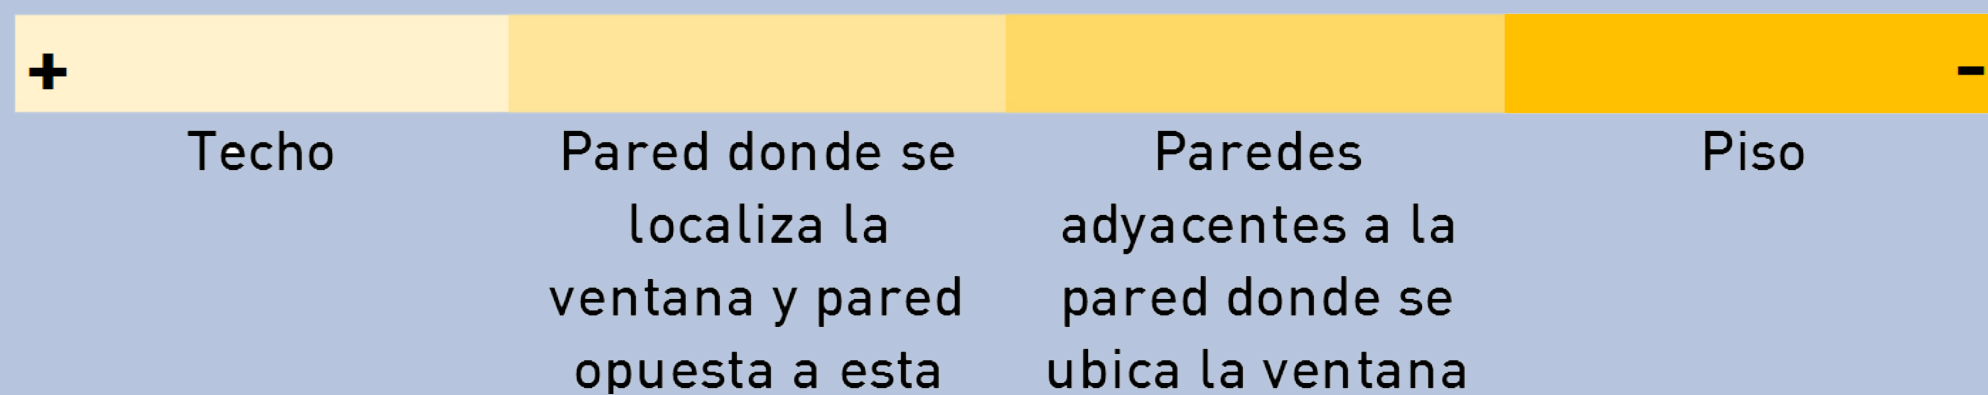 +
-
Techo
Pared donde se
localiza la
ventana y pared
opuesta a esta
Paredes
adyacentes a la
pared donde se
ubica la ventana
Piso